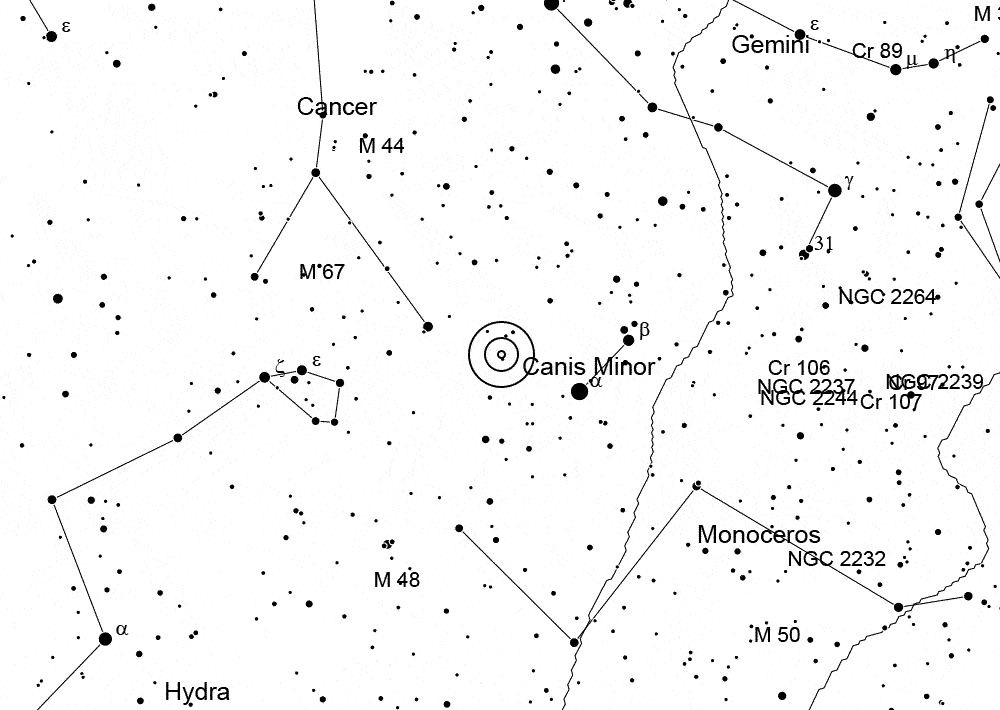 M
ε
ε
Gemini
Cr 89
μ
η
Cancer
M 44
γ
31
M 67
NGC 2264
β
Canis Minor
α
ζ
ε
Cr 106
NGC 2237
NGC 2239
NGC 2244
Cr 107
Monoceros
NGC 2232
M 48
α
M 50
Hydra